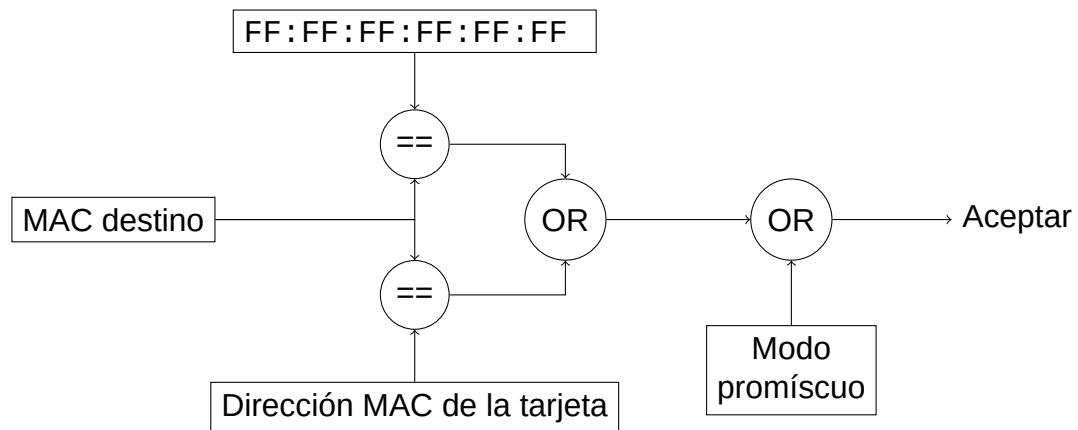 FF:FF:FF:FF:FF:FF
==
MAC destino
OR
OR
Aceptar
==
Modo
promíscuo
Dirección MAC de la tarjeta